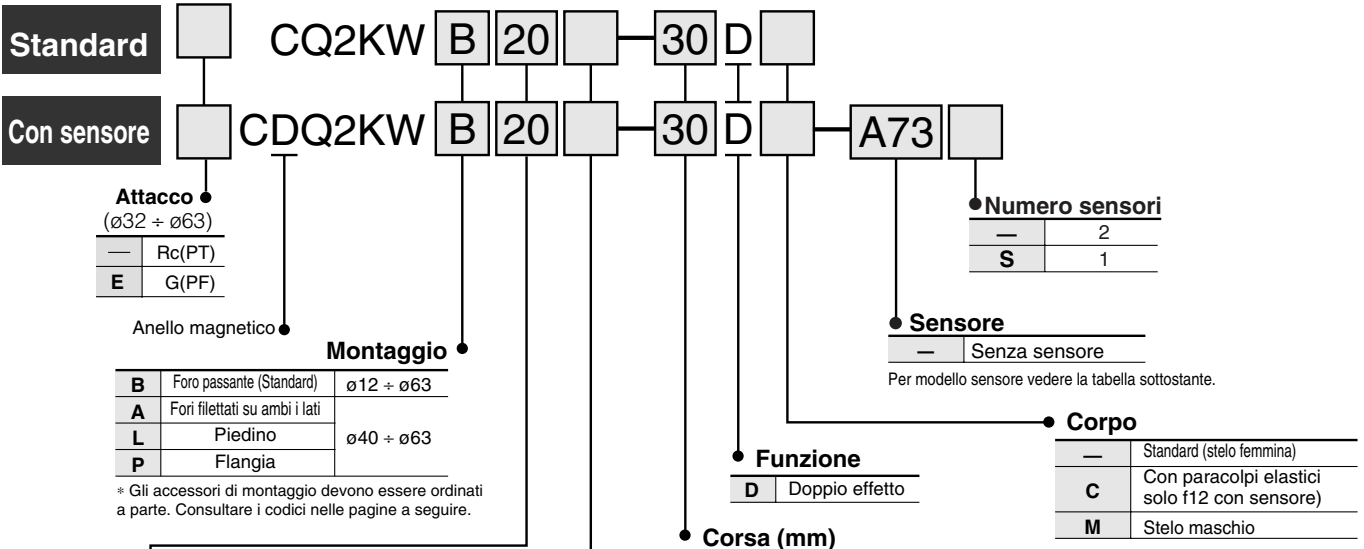 Standard CQ2KW B 20 — 30 D
Con sensore CDQ2KW B 20 — 30 D — A73
Attacco
(ø32 ÷ ø63)
— Rc(PT)
E G(PF)
Anello magnetico
Numero sensori
— 2
S 1
Sensore
— Senza sensore
Per modello sensore vedere la tabella sottostante.
Montaggio
B Foro passante (Standard) ø12 ÷ ø63
A Fori filettati su ambi i lati
L Piedino ø40 ÷ ø63
P Flangia
* Gli accessori di montaggio devono essere ordinati
a parte. Consultare i codici nelle pagine a seguire.
Funzione
D Doppio effetto
Corpo
— Standard (stelo femmina)
C Con paracolpi elastici
solo f12 con sensore)
M Stelo maschio
Corsa (mm)